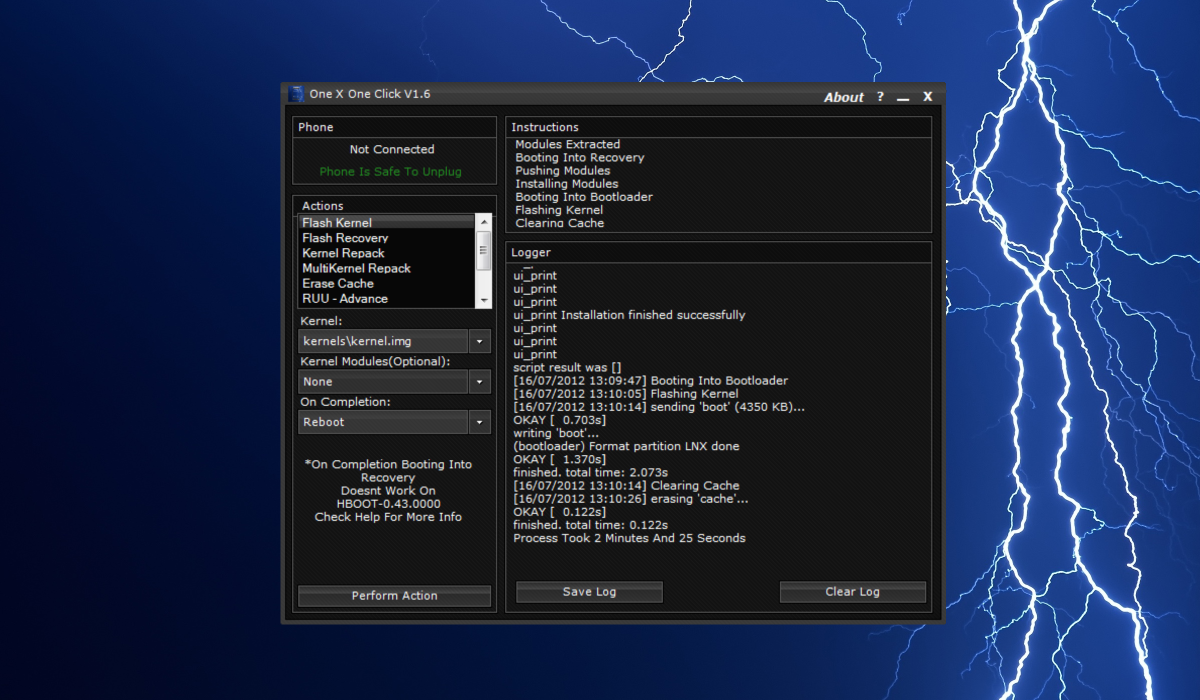 One X One Click V1.6
About ? _ X
Phone
Not Connected
Phone Is Safe To Unplug
Actions
Flash Kernel
Flash Recovery
Kernel Repack
MultiKernel Repack
Erase Cache
RUU - Advance
Kernel:
kernels\kernel.img
Kernel Modules(Optional):
None
On Completion:
Reboot
*On Completion Booting Into
Recovery
Doesnt Work On
HBOOT-0.43.0000
Check Help For More Info
Perform Action
Instructions
Modules Extracted
Booting Into Recovery
Pushing Modules
Installing Modules
Booting Into Bootloader
Flashing Kernel
Clearing Cache
Logger
ui_print
ui_print
ui_print
ui_print Installation finished successfully
ui_print
ui_print
ui_print
script result was []
[16/07/2012 13:09:47] Booting Into Bootloader
[16/07/2012 13:10:05] Flashing Kernel
[16/07/2012 13:10:14] sending 'boot' (4350 KB)...
OKAY [  0.703s]
writing 'boot'...
(bootloader) Format partition LNX done
OKAY [  1.370s]
finished. total time: 2.073s
[16/07/2012 13:10:14] Clearing Cache
[16/07/2012 13:10:26] erasing 'cache'...
OKAY [  0.122s]
finished. total time: 0.122s
Process Took 2 Minutes And 25 Seconds
Save Log
Clear Log